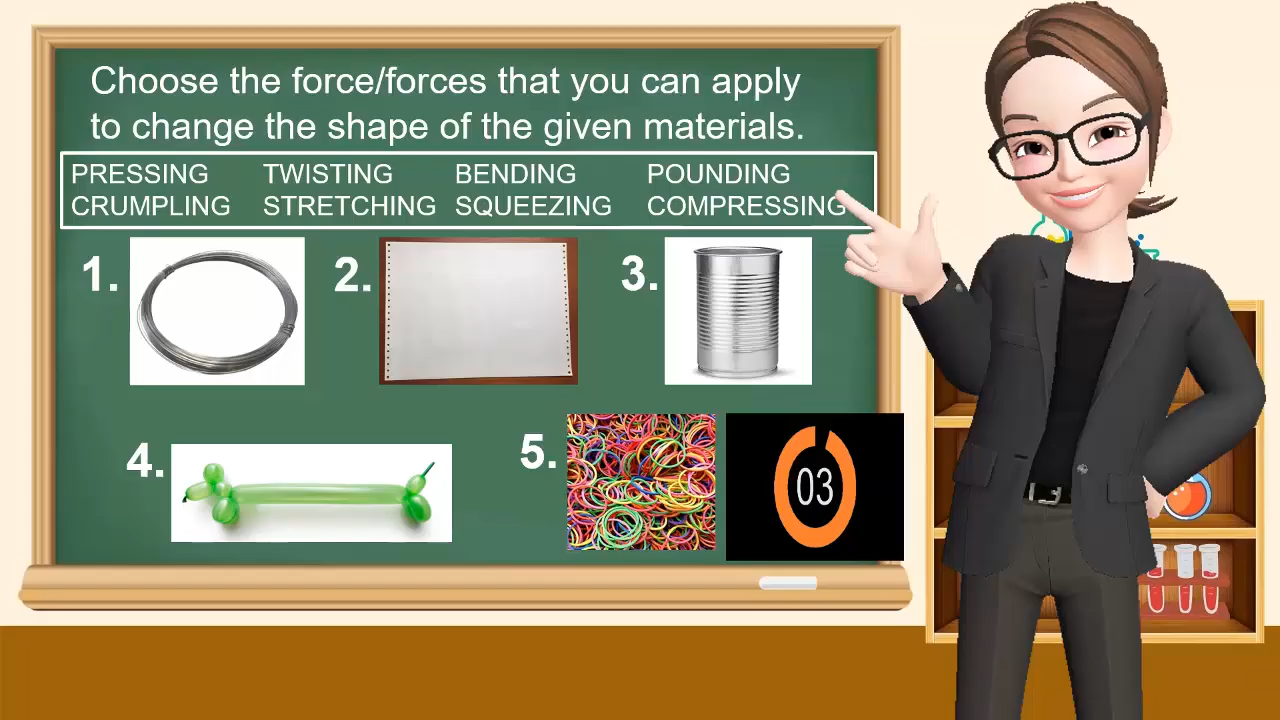 Choose the force/forces that you can apply
to change the shape of the given materials.
PRESSING TWISTING BENDING POUNDING
CRUMPLING STRETCHING SQUEEZING COMPRESSING
1. 2. 3.
4. 5.
03